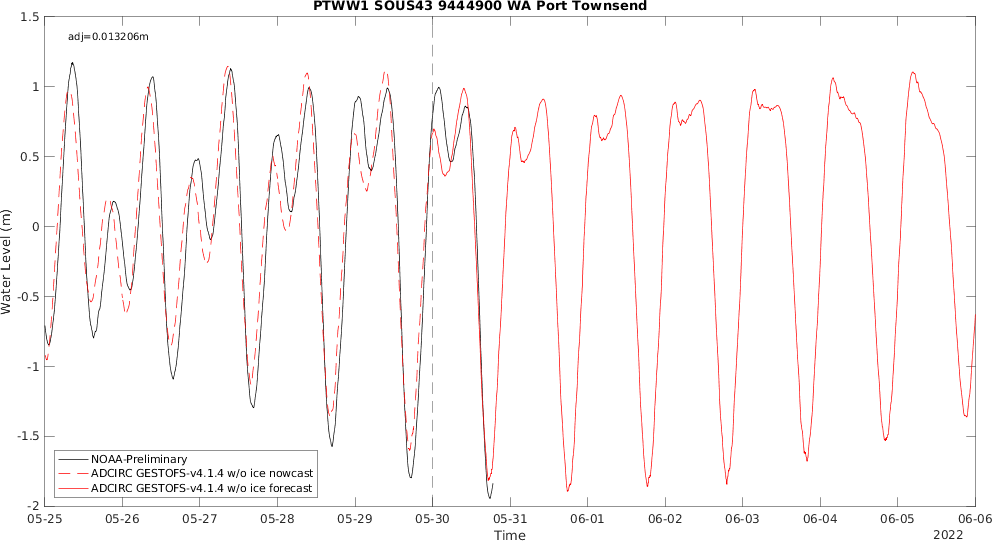 PTWW1 SOUS43 9444900 WA Port Townsend
adj=0.013206m
Water Level (m)
1.5
1
0.5
0
-0.5
-1
-1.5
-2
NOAA-Preliminary
ADCIRC GESTOFS-v4.1.4 w/o ice nowcast
ADCIRC GESTOFS-v4.1.4 w/o ice forecast
05-25 05-26 05-27 05-28 05-29 05-30 05-31 06-01 06-02 06-03 06-04 06-05 06-06
Time
2022